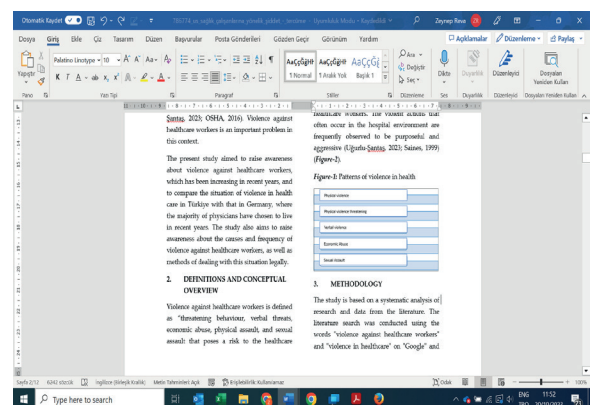 Otomatik Kaydet
Zeynep Reva
Dosya Giriş Ekle Çiz Tasarım Düzen Başvurular Posta Gönderileri Gözden Geçir Görünüm Yardım Açıklamalar Düzenleme Paylaş
Palatino Linotype 10
Yapıştır
AaÇçĞğHł AaÇçĞğHł AaÇçĞğ
1 Normal 1 Aralık Yok Başlık 1
Ara
Değiştir
Seç
Dikte
Duyarlılık
Düzenleyici
Dosyaları
Yeniden Kullan
Pano Yazı Tipi Paragraf Stiller Düzenleme Ses Duyarlılık Düzenleyici Dosyaları Yeniden Kullan
Şantaş, 2023; OSHA, 2016). Violence against
healthcare workers is an important problem in
this context.
The present study aimed to raise awareness
about violence against healthcare workers,
which has been increasing in recent years, and
to compare the situation of violence in health
care in Türkiye with that in Germany, where
the majority of physicians have chosen to live
in recent years. The study also aims to raise
awareness about the causes and frequency of
violence against healthcare workers, as well as
methods of dealing with this situation legally.
2. DEFINITIONS AND CONCEPTUAL
OVERVIEW
Violence against healthcare workers is defined
as "threatening behaviour, verbal threats,
economic abuse, physical assault, and sexual
assault that poses a risk to the healthcare
healthcare workers. The violent actions that
often occur in the hospital environment are
frequently observed to be purposeful and
aggressive (Uğurlu-Şantaş, 2023; Saines, 1999)
(Figure-2).
Figure-1: Patterns of violence in health
Physical violence
Physical violence threatening
Verbal violence
Economic Abuse
Sexual Assault
3. METHODOLOGY
The study is based on a systematic analysis of
research and data from the literature. The
literature search was conducted using the
words "violence against healthcare workers"
and "violence in healthcare" on "Google" and
Sayfa 2/12 6242 sözcük İngilizce (Birleşik Krallık) Metin Tahminleri: Açık Erişilebilirlik: Kullanılamaz Odak 100%
Type here to search
ENG 11:52